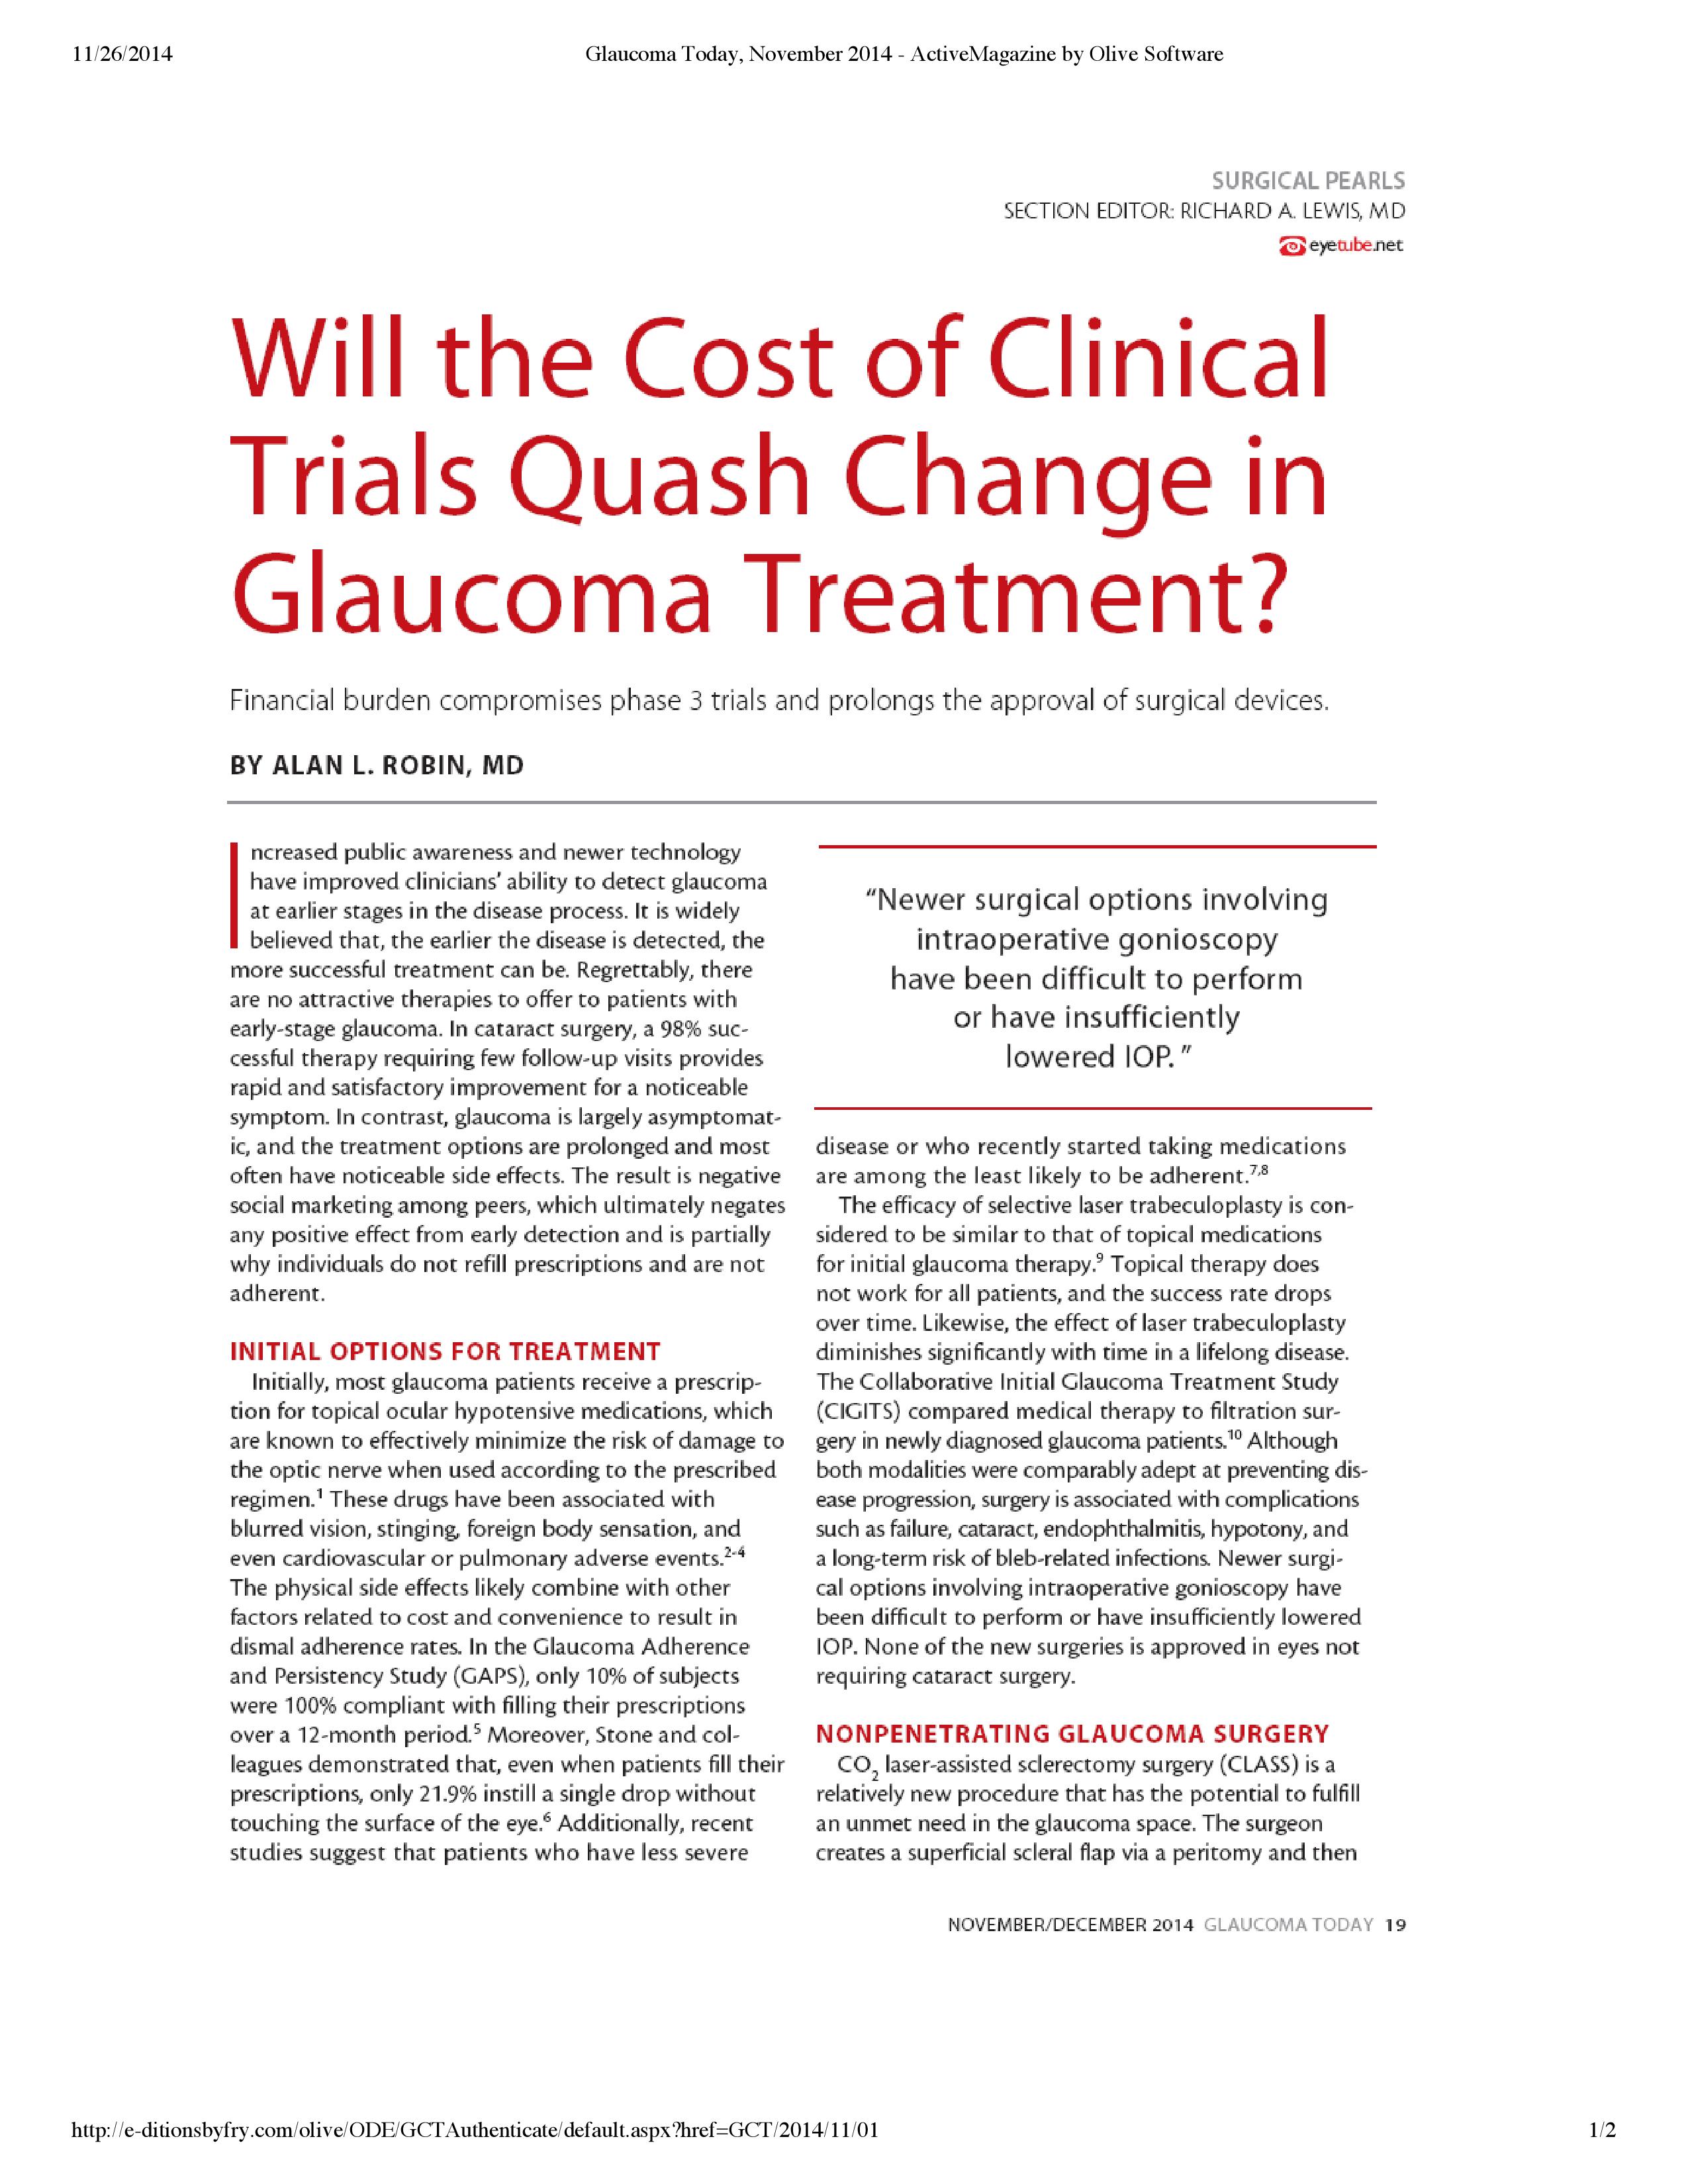 11/26/2014
Glaucoma Today, November 2014 - ActiveMagazine by Olive Software
SURGICAL PEARLS
SECTION EDITOR: RICHARD A. LEWIS, MD
eyetube.net
Will the Cost of Clinical
Trials Quash Change in
Glaucoma Treatment?
Financial burden compromises phase 3 trials and prolongs the approval of surgical devices.
BY ALAN L. ROBIN, MD
Increased public awareness and newer technology
have improved clinicians' ability to detect glaucoma
at earlier stages in the disease process. It is widely
believed that, the earlier the disease is detected, the
more successful treatment can be. Regrettably, there
are no attractive therapies to offer to patients with
early-stage glaucoma. In cataract surgery, a 98% suc-
cessful therapy requiring few follow-up visits provides
rapid and satisfactory improvement for a noticeable
symptom. In contrast, glaucoma is largely asymptomat-
ic, and the treatment options are prolonged and most
often have noticeable side effects. The result is negative
social marketing among peers, which ultimately negates
any positive effect from early detection and is partially
why individuals do not refill prescriptions and are not
adherent.
INITIAL OPTIONS FOR TREATMENT
Initially, most glaucoma patients receive a prescrip-
tion for topical ocular hypotensive medications, which
are known to effectively minimize the risk of damage to
the optic nerve when used according to the prescribed
regimen.¹ These drugs have been associated with
blurred vision, stinging, foreign body sensation, and
even cardiovascular or pulmonary adverse events.²⁻⁴
The physical side effects likely combine with other
factors related to cost and convenience to result in
dismal adherence rates. In the Glaucoma Adherence
and Persistency Study (GAPS), only 10% of subjects
were 100% compliant with filling their prescriptions
over a 12-month period.⁵ Moreover, Stone and col-
leagues demonstrated that, even when patients fill their
prescriptions, only 21.9% instill a single drop without
touching the surface of the eye.⁶ Additionally, recent
studies suggest that patients who have less severe
"Newer surgical options involving
intraoperative gonioscopy
have been difficult to perform
or have insufficiently
lowered IOP."
disease or who recently started taking medications
are among the least likely to be adherent.⁷,⁸
The efficacy of selective laser trabeculoplasty is con-
sidered to be similar to that of topical medications
for initial glaucoma therapy.⁹ Topical therapy does
not work for all patients, and the success rate drops
over time. Likewise, the effect of laser trabeculoplasty
diminishes significantly with time in a lifelong disease.
The Collaborative Initial Glaucoma Treatment Study
(CIGITS) compared medical therapy to filtration sur-
gery in newly diagnosed glaucoma patients.¹⁰ Although
both modalities were comparably adept at preventing dis-
ease progression, surgery is associated with complications
such as failure, cataract, endophthalmitis, hypotony, and
a long-term risk of bleb-related infections. Newer surgi-
cal options involving intraoperative gonioscopy have
been difficult to perform or have insufficiently lowered
IOP. None of the new surgeries is approved in eyes not
requiring cataract surgery.
NONPENETRATING GLAUCOMA SURGERY
CO₂ laser-assisted sclerectomy surgery (CLASS) is a
relatively new procedure that has the potential to fulfill
an unmet need in the glaucoma space. The surgeon
creates a superficial scleral flap via a peritomy and then
NOVEMBER/DECEMBER 2014 GLAUCOMA TODAY 19
http://e-ditionsbyfry.com/olive/ODE/GCTAuthenticate/default.aspx?href=GCT/2014/11/01
1/2